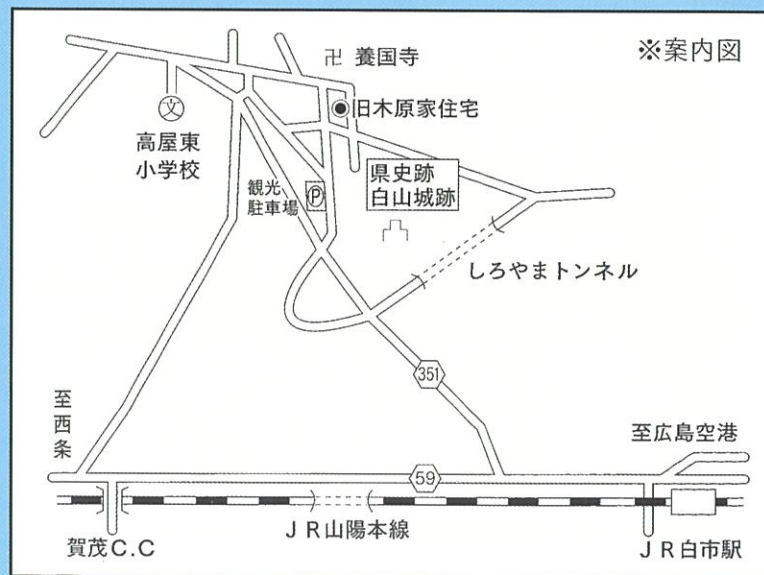 ※案内図
卍 養国寺
旧木原家住宅
文
高屋東
小学校
県史跡
白山城跡
観光
駐車場
P
しろやまトンネル
351
至西条
至広島空港
59
JR山陽本線
賀茂C.C
JR白市駅